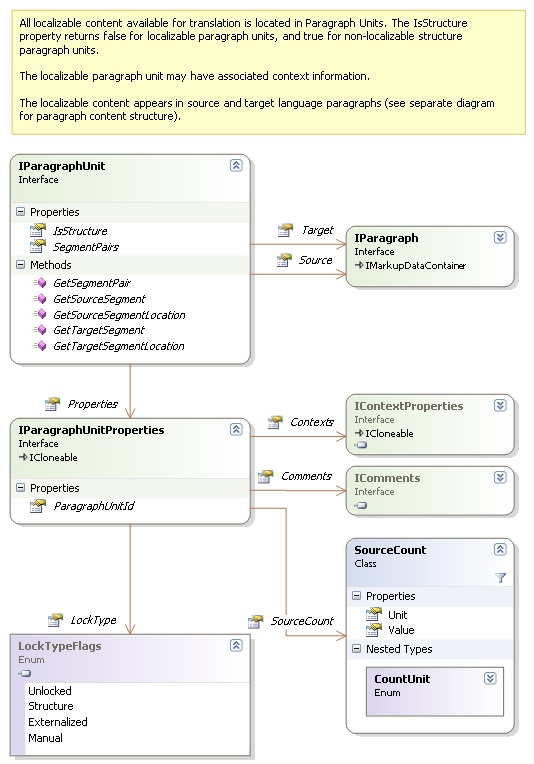 All localizable content available for translation is located in Paragraph Units. The IsStructure
property returns false for localizable paragraph units, and true for non-localizable structure
paragraph units.
The localizable paragraph unit may have associated context information.
The localizable content appears in source and target language paragraphs (see separate diagram
for paragraph content structure).
IParagraphUnit
Interface
Properties
IsStructure
SegmentPairs
Methods
GetSegmentPair
GetSourceSegment
GetSourceSegmentLocation
GetTargetSegment
GetTargetSegmentLocation
Target
Source
IParagraph
Interface
IMarkupDataContainer
Properties
IParagraphUnitProperties
Interface
ICloneable
Properties
ParagraphUnitId
Contexts
IContextProperties
Interface
ICloneable
Comments
IComments
Interface
SourceCount
SourceCount
Class
Properties
Unit
Value
Nested Types
CountUnit
Enum
LockType
LockTypeFlags
Enum
Unlocked
Structure
Externalized
Manual